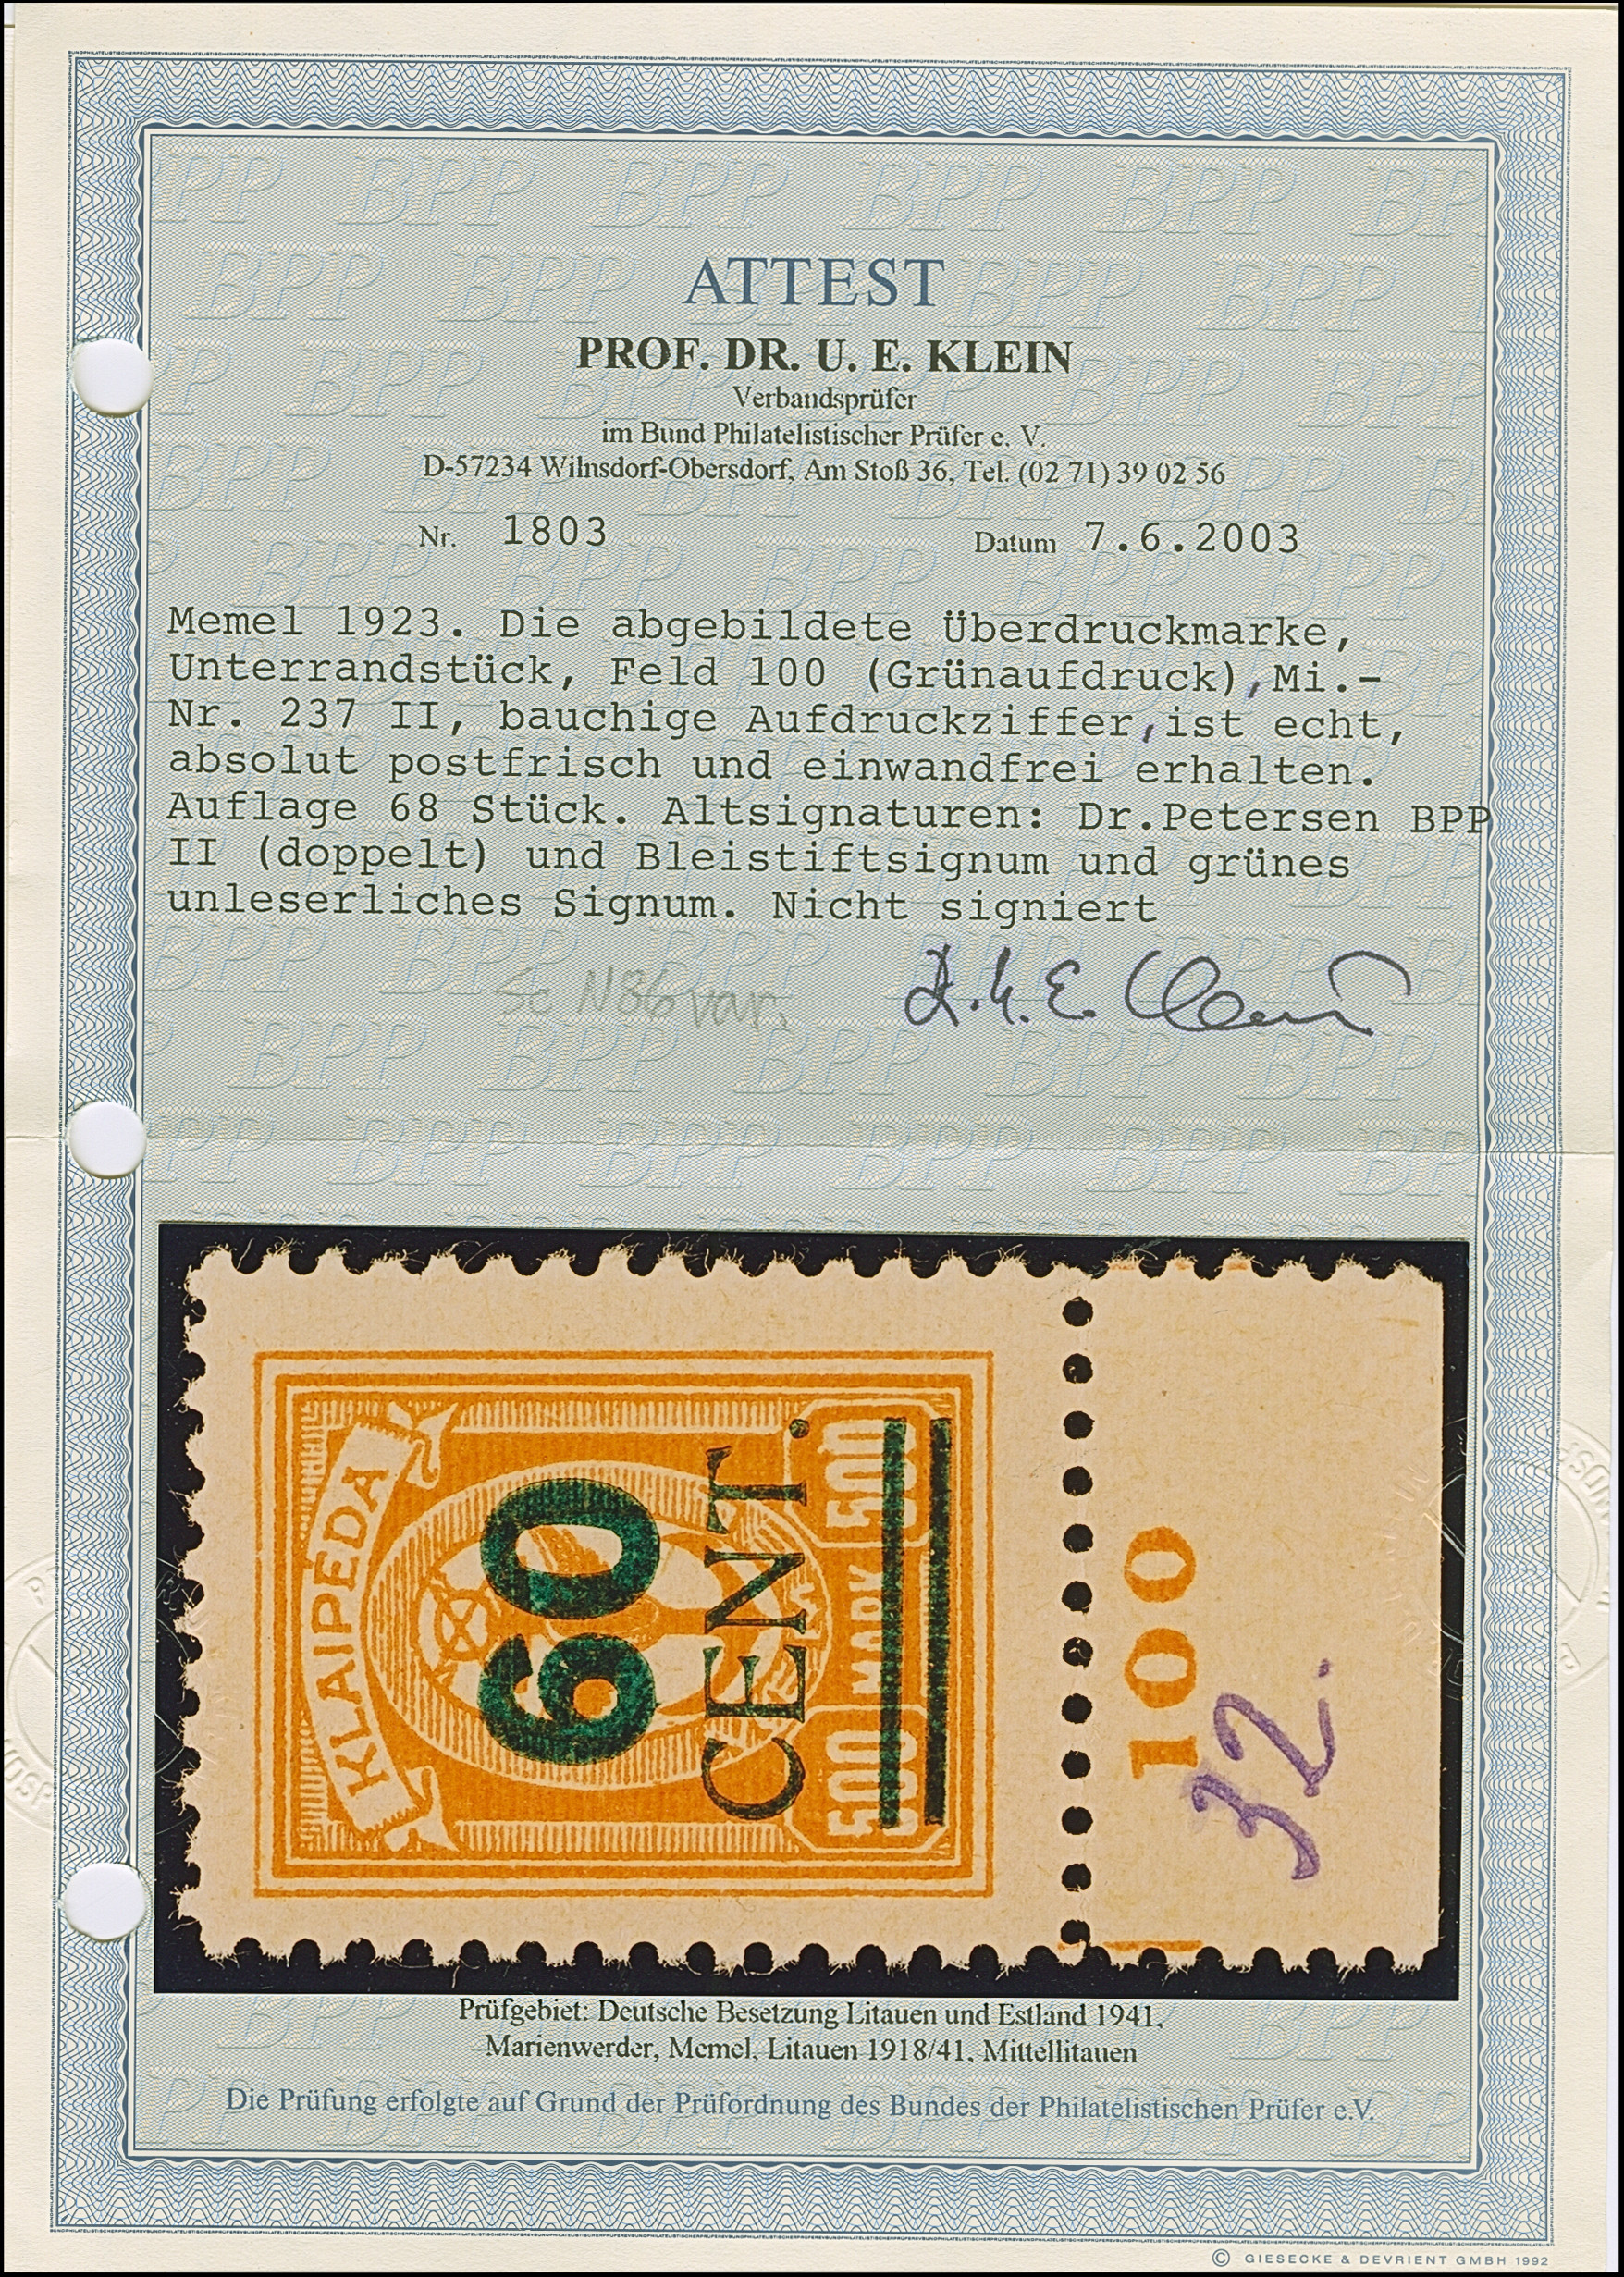 ATTEST
PROF. DR. U. E. KLEIN
Verbandsprüfer
im Bund Philatelistischer Prüfer e. V.
D-57234 Wilnsdorf-Obersdorf, Am Stoß 36, Tel. (02 71) 39 02 56
Nr. 1803 Datum 7.6.2003
Memel 1923. Die abgebildete Überdruckmarke,
Unterrandstück, Feld 100 (Grünaufdruck), Mi.-
Nr. 237 II, bauchige Aufdruckziffer, ist echt,
absolut postfrisch und einwandfrei erhalten.
Auflage 68 Stück. Altsignaturen: Dr.Petersen BPP
II (doppelt) und Bleistiftsignum und grünes
unleserliches Signum. Nicht signiert
Sc N86 var.
U. E. Klein
KLAIPEDA
60
CENT.
500 MARK 500
100
32.
Prüfgebiet: Deutsche Besetzung Litauen und Estland 1941,
Marienwerder, Memel, Litauen 1918/41, Mittellitauen
Die Prüfung erfolgte auf Grund der Prüfordnung des Bundes der Philatelistischen Prüfer e.V.
© GIESECKE & DEVRIENT GMBH 1992